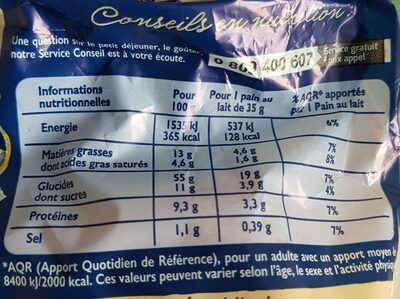 Conseils en nutrition
Une question sur le petit déjeuner, le goûter
notre Service Conseil est à votre écoute.
0 800 400 607 Service gratuit
prix appel
Informations nutritionnelles Pour 100 g Pour 1 pain au lait de 35 g % AQR* apportés par 1 Pain au lait
Energie 1535 kJ 537 kJ 6%
365 kcal 128 kcal
Matières grasses 13 g 4,6 g 7%
dont acides gras saturés 4,6 g 1,6 g 8%
Glucides 55 g 19 g 7%
dont sucres 11 g 3,9 g 4%
Protéines 9,3 g 3,3 g 7%
Sel 1,1 g 0,39 g 7%
*AQR (Apport Quotidien de Référence), pour un adulte avec un apport moyen
8400 kJ/2000 kcal. Ces valeurs peuvent varier selon l'âge, le sexe et l'activité